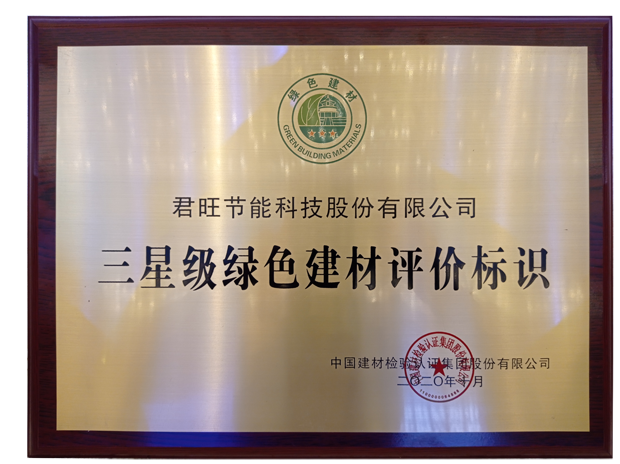 绿色建材
GREEN BUILDING MATERIALS
君旺节能科技股份有限公司
三星级绿色建材评价标识
中国建材检验认证集团股份有限公司
二〇二〇年 月